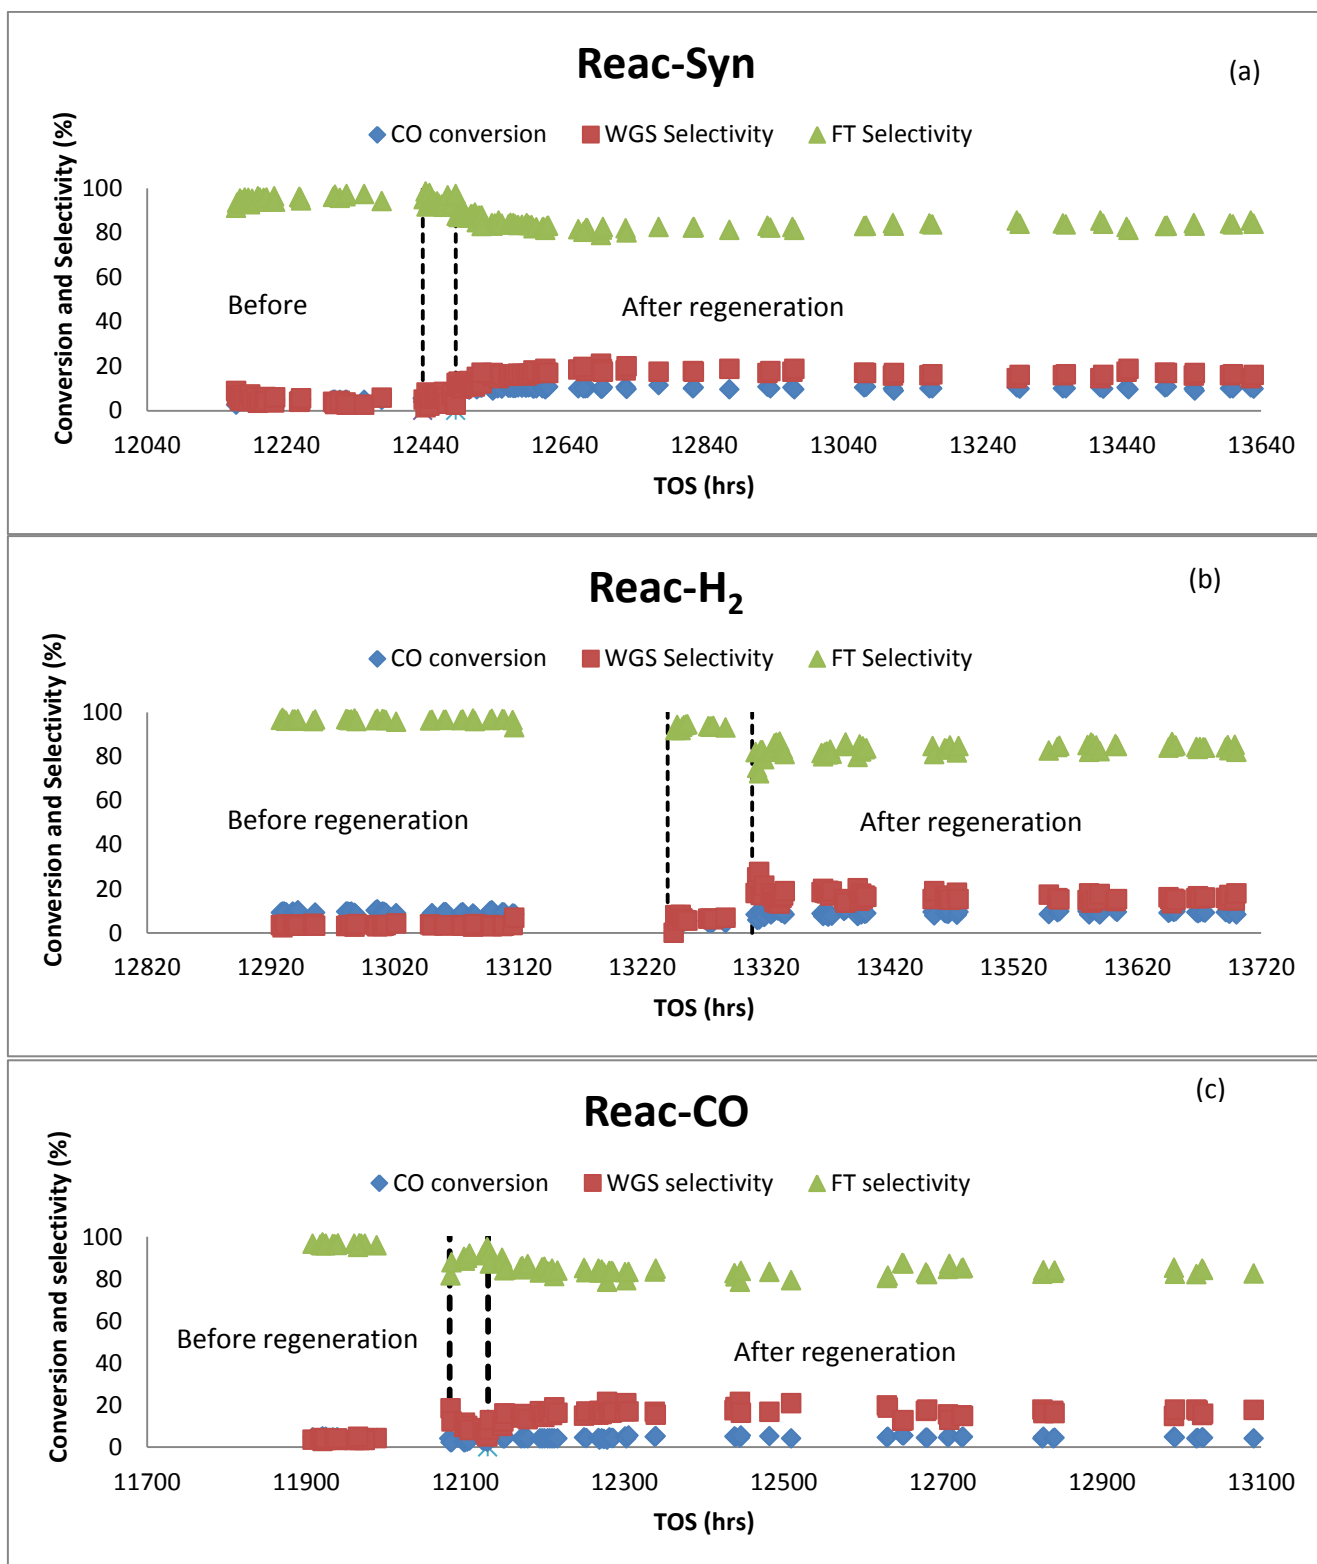 Reac-Syn
(a)
CO conversion WGS Selectivity FT Selectivity
Conversion and Selectivity (%)
100
80
60
40
20
0
Before
After regeneration
12040 12240 12440 12640 12840 13040 13240 13440 13640
TOS (hrs)
Reac-H₂
(b)
CO conversion WGS Selectivity FT Selectivity
Conversion and Selectivity (%)
100
80
60
40
20
0
Before regeneration
After regeneration
12820 12920 13020 13120 13220 13320 13420 13520 13620 13720
TOS (hrs)
Reac-CO
(c)
CO conversion WGS selectivity FT selectivity
Conversion and selectivity (%)
100
80
60
40
20
0
Before regeneration
After regeneration
11700 11900 12100 12300 12500 12700 12900 13100
TOS (hrs)